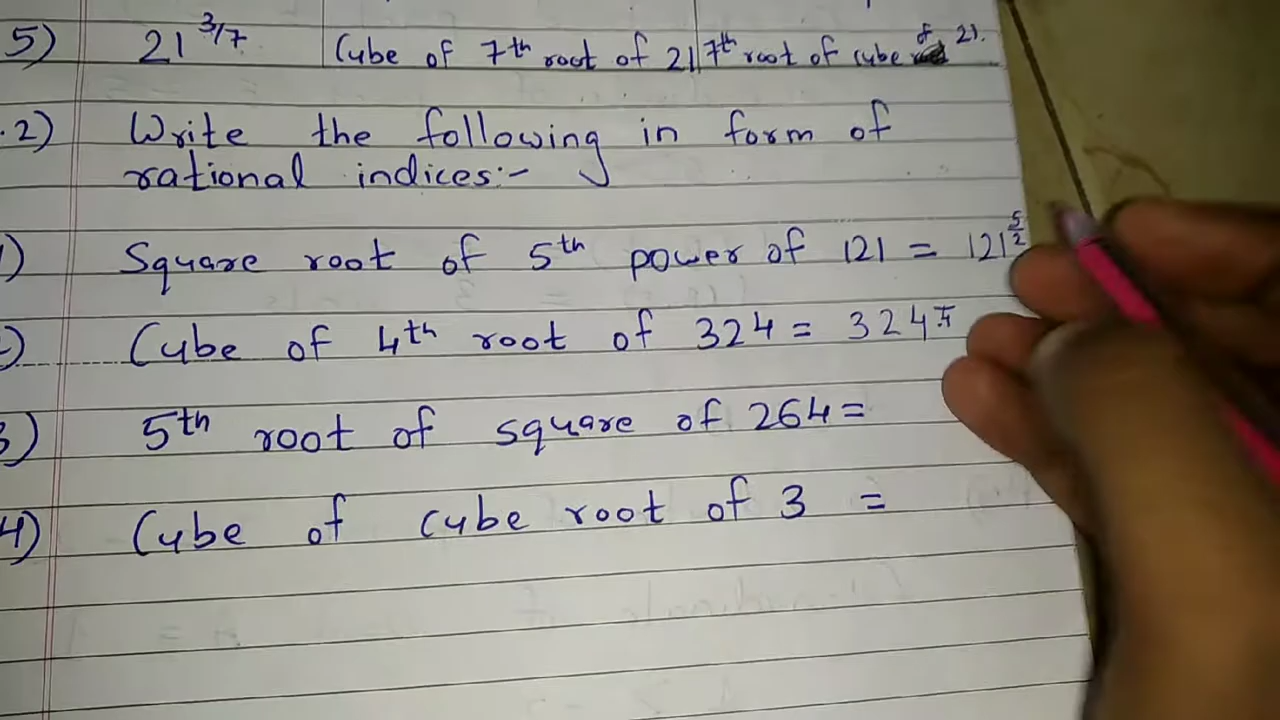 5) 21^3/7 Cube of 7th root of 21 7th root of cube of 21.
.2) Write the following in form of
rational indices:-
1) Square root of 5th power of 121 = 121^5/2
Cube of 4th root of 324 = 324
3) 5th root of square of 264 =
4) Cube of cube root of 3 =